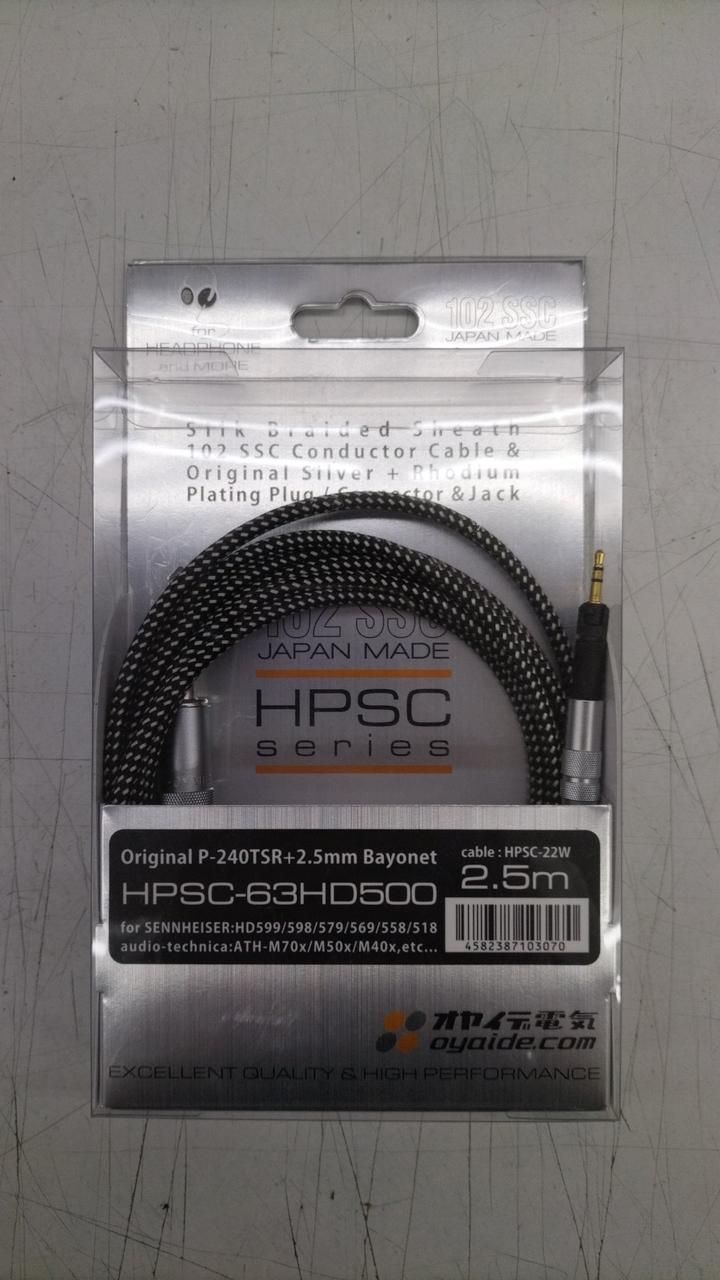 for
HEADPHONE
and MORE
102 SSC
JAPAN MADE
Silk Braided Sheath
102 SSC Conductor Cable &
Original Silver + Rhodium
Plating Plug / Connector & Jack
102 SSC
JAPAN MADE
HPSC
series
Original P-240TSR+2.5mm Bayonet
cable : HPSC-22W
HPSC-63HD500
2.5m
for SENNHEISER:HD599/598/579/569/558/518
audio-technica:ATH-M70x/M50x/M40x,etc...
4582387103070
オヤイデ電気
oyaide.com
EXCELLENT QUALITY & HIGH PERFORMANCE